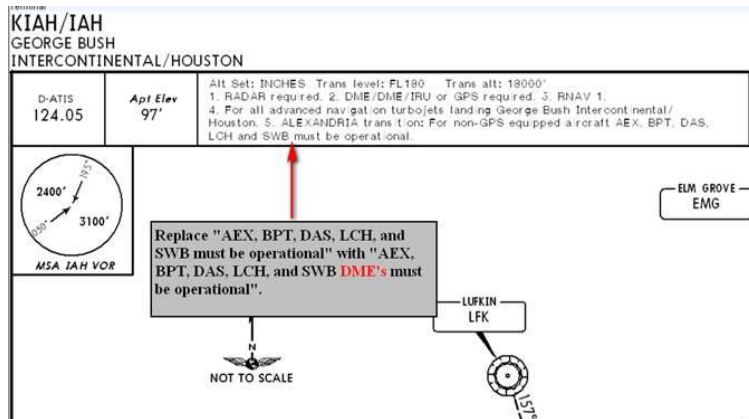 KIAH/IAH
GEORGE BUSH
INTERCONTINENTAL/HOUSTON
D-ATIS
124.05
Apt Elev
97'
Alt Set: INCHES Trans level: FL180 Trans alt: 18000'
1. RADAR required. 2. DME/DME/IRU or GPS required. 3. RNAV 1.
4. For all advanced navigation turbojets landing George Bush Intercontinental/
Houston. 5. ALEXANDRIA transition: For non-GPS equipped aircraft AEX, BPT, DAS,
LCH and SWB must be operational.
195°
2400'
3100'
050°
MSA IAH VOR
ELM GROVE
EMG
Replace "AEX, BPT, DAS, LCH, and
SWB must be operational" with "AEX,
BPT, DAS, LCH, and SWB DME's must
be operational".
LUFKIN
LFK
N
NOT TO SCALE
157°